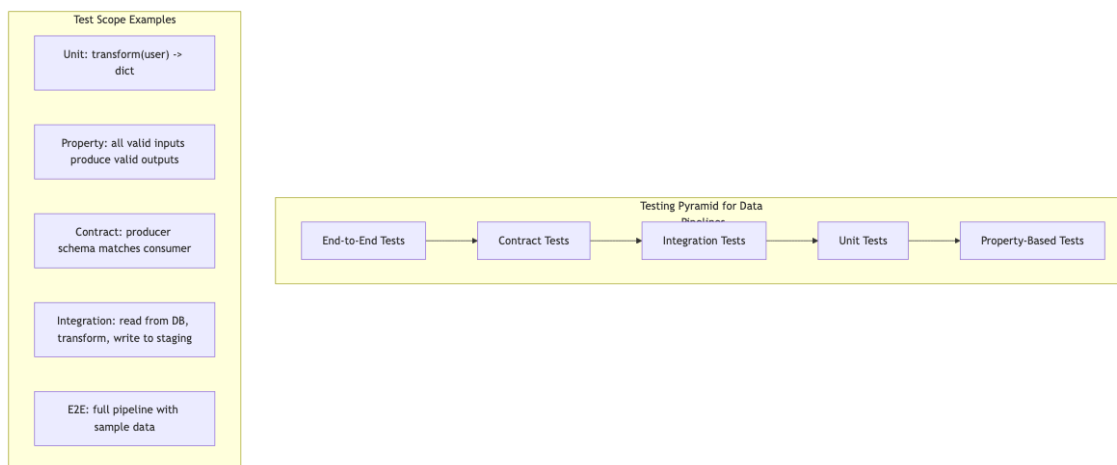 Test Scope Examples
Unit: transform(user) ->
dict
Property: all valid inputs
produce valid outputs
Contract: producer
schema matches consumer
Integration: read from DB,
transform, write to staging
E2E: full pipeline with
sample data
Testing Pyramid for Data
Pipelines
End-to-End Tests
Contract Tests
Integration Tests
Unit Tests
Property-Based Tests